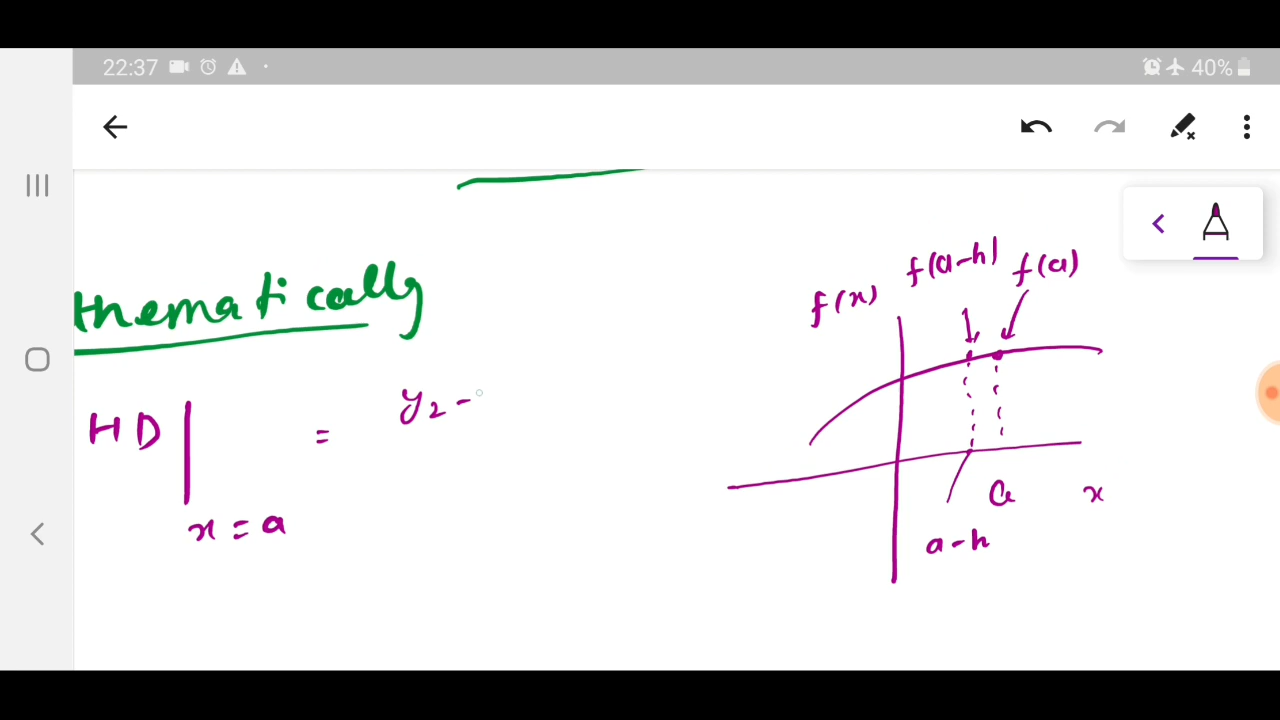 22:37 40%
thematically
f(a-h) f(a)
f(x)
HD = y2 -
x = a
a x
a-h